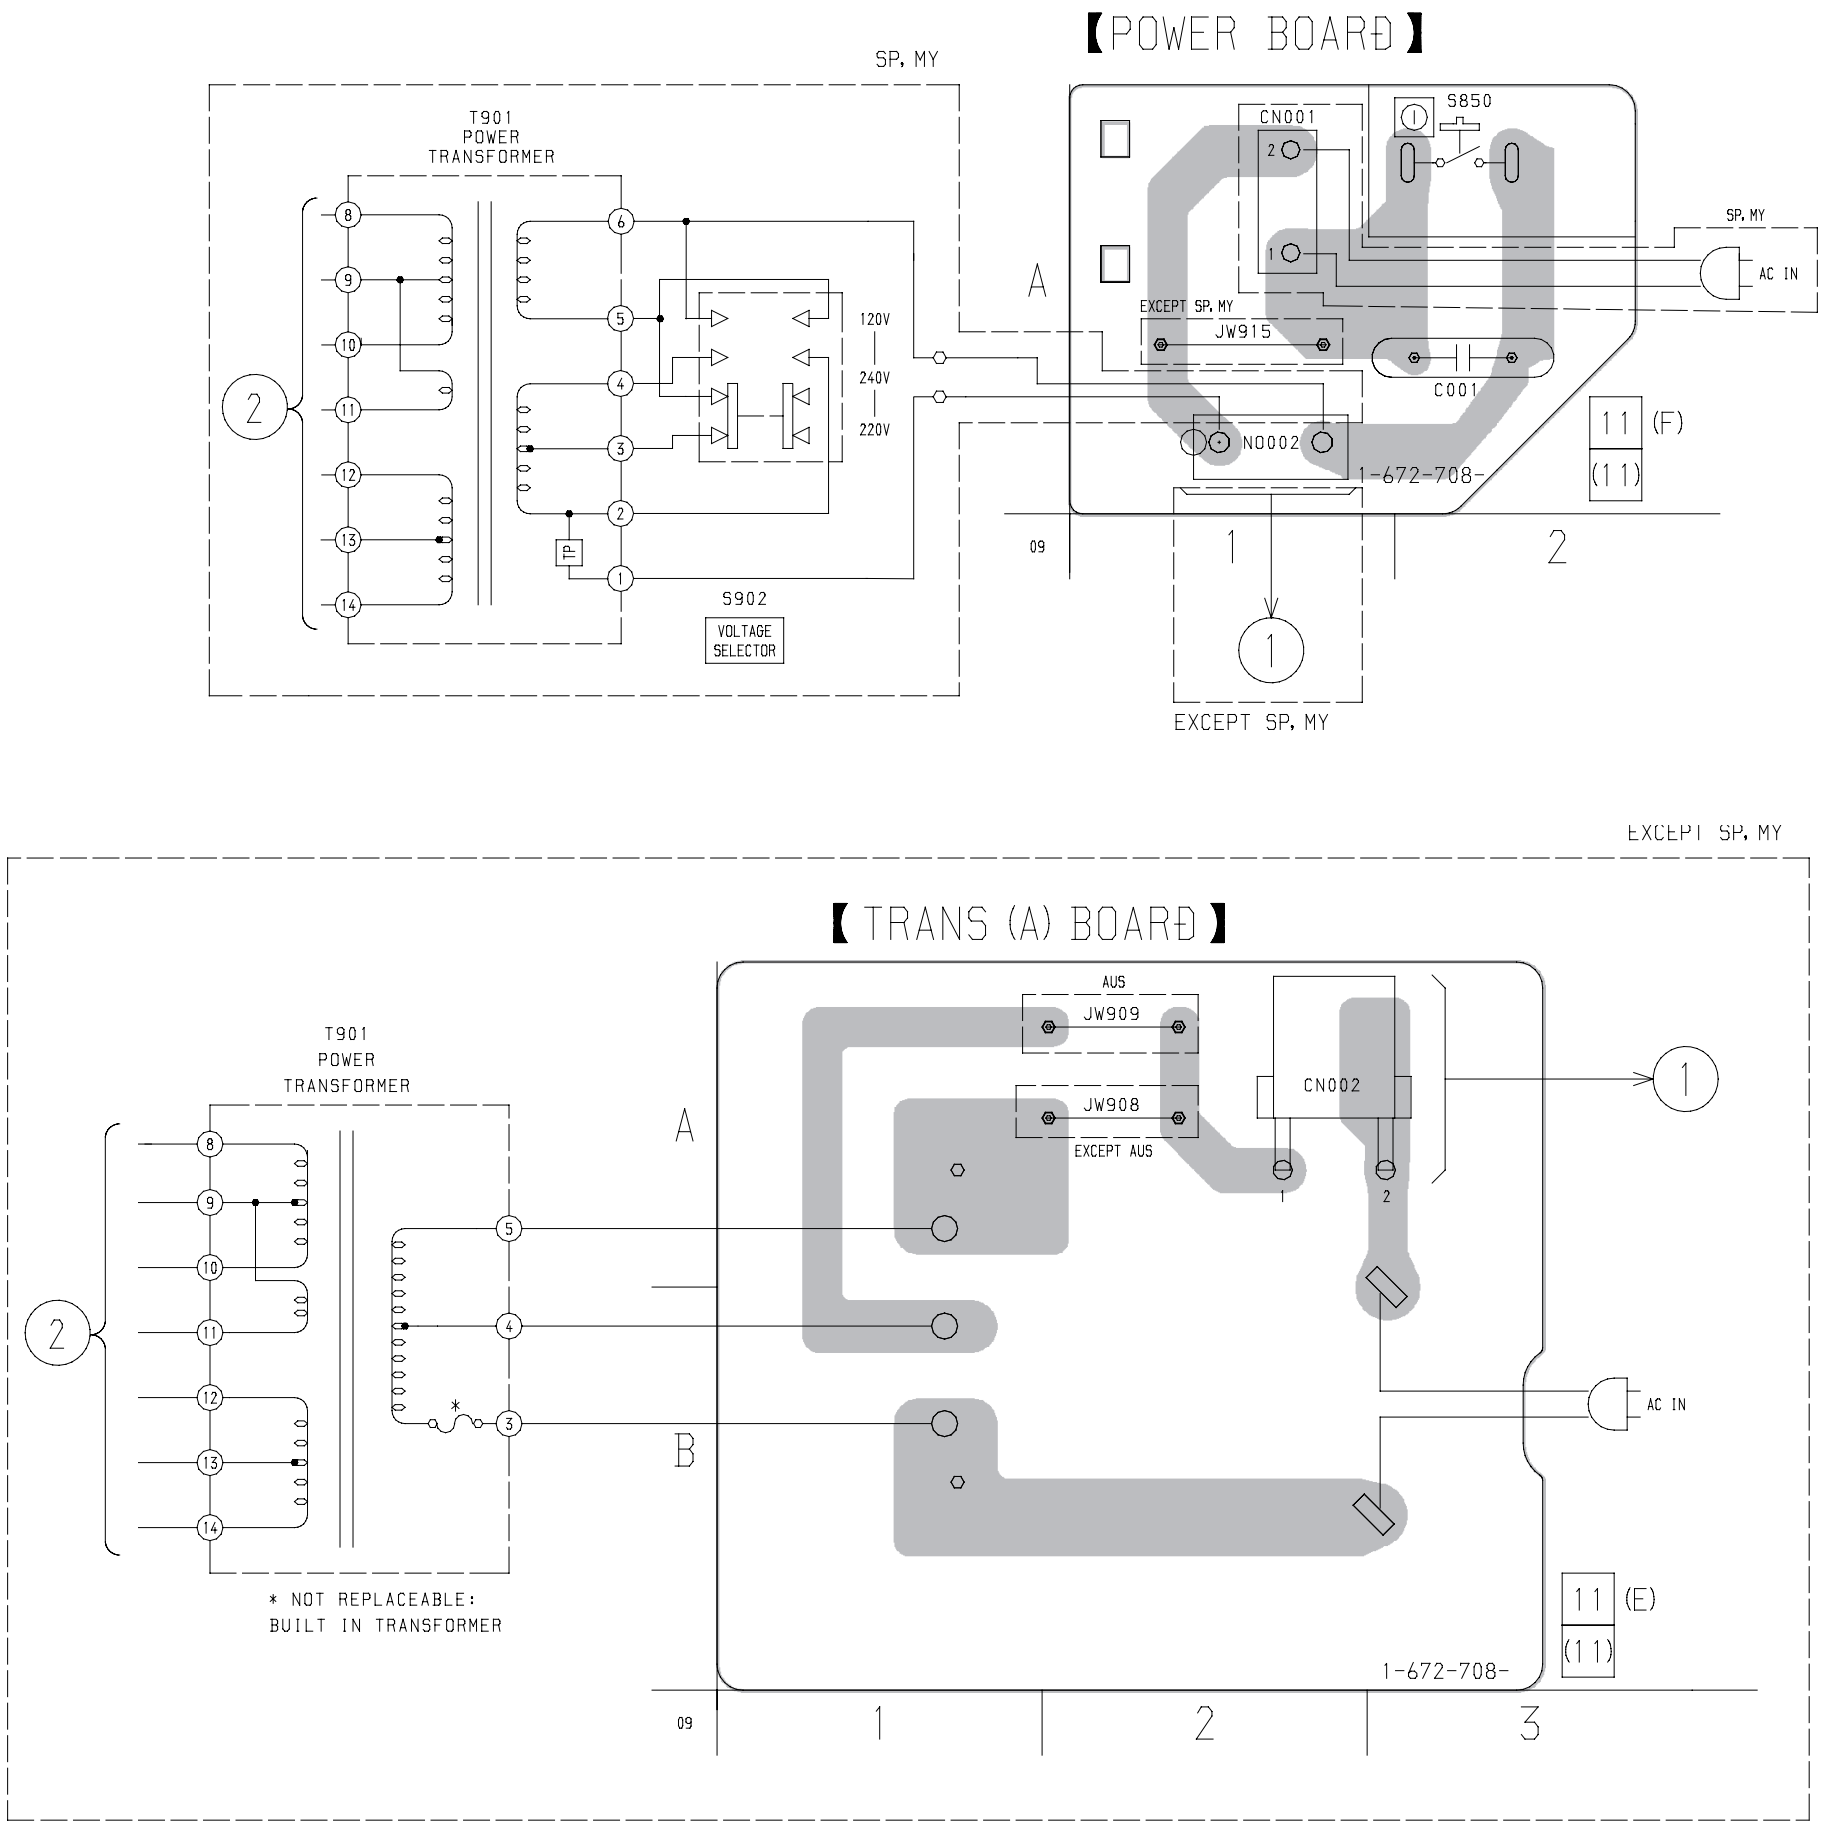 【POWER BOARD】
SP, MY
T901
POWER
TRANSFORMER
8
9
10
11
12
13
14
2
6
5
4
3
2
1
TP
120V
240V
220V
S902
VOLTAGE
SELECTOR
CN001
2
1
S850
SP, MY
AC IN
A
EXCEPT SP, MY
JW915
C001
NO002
1-672-708-
11 (F)
(11)
09
1
2
1
EXCEPT SP, MY
EXCEPT SP, MY
【TRANS (A) BOARD】
T901
POWER
TRANSFORMER
8
9
10
11
12
13
14
2
5
4
*
3
* NOT REPLACEABLE:
BUILT IN TRANSFORMER
AUS
JW909
JW908
EXCEPT AUS
CN002
1
2
1
A
B
AC IN
11 (E)
(11)
1-672-708-
09
1
2
3